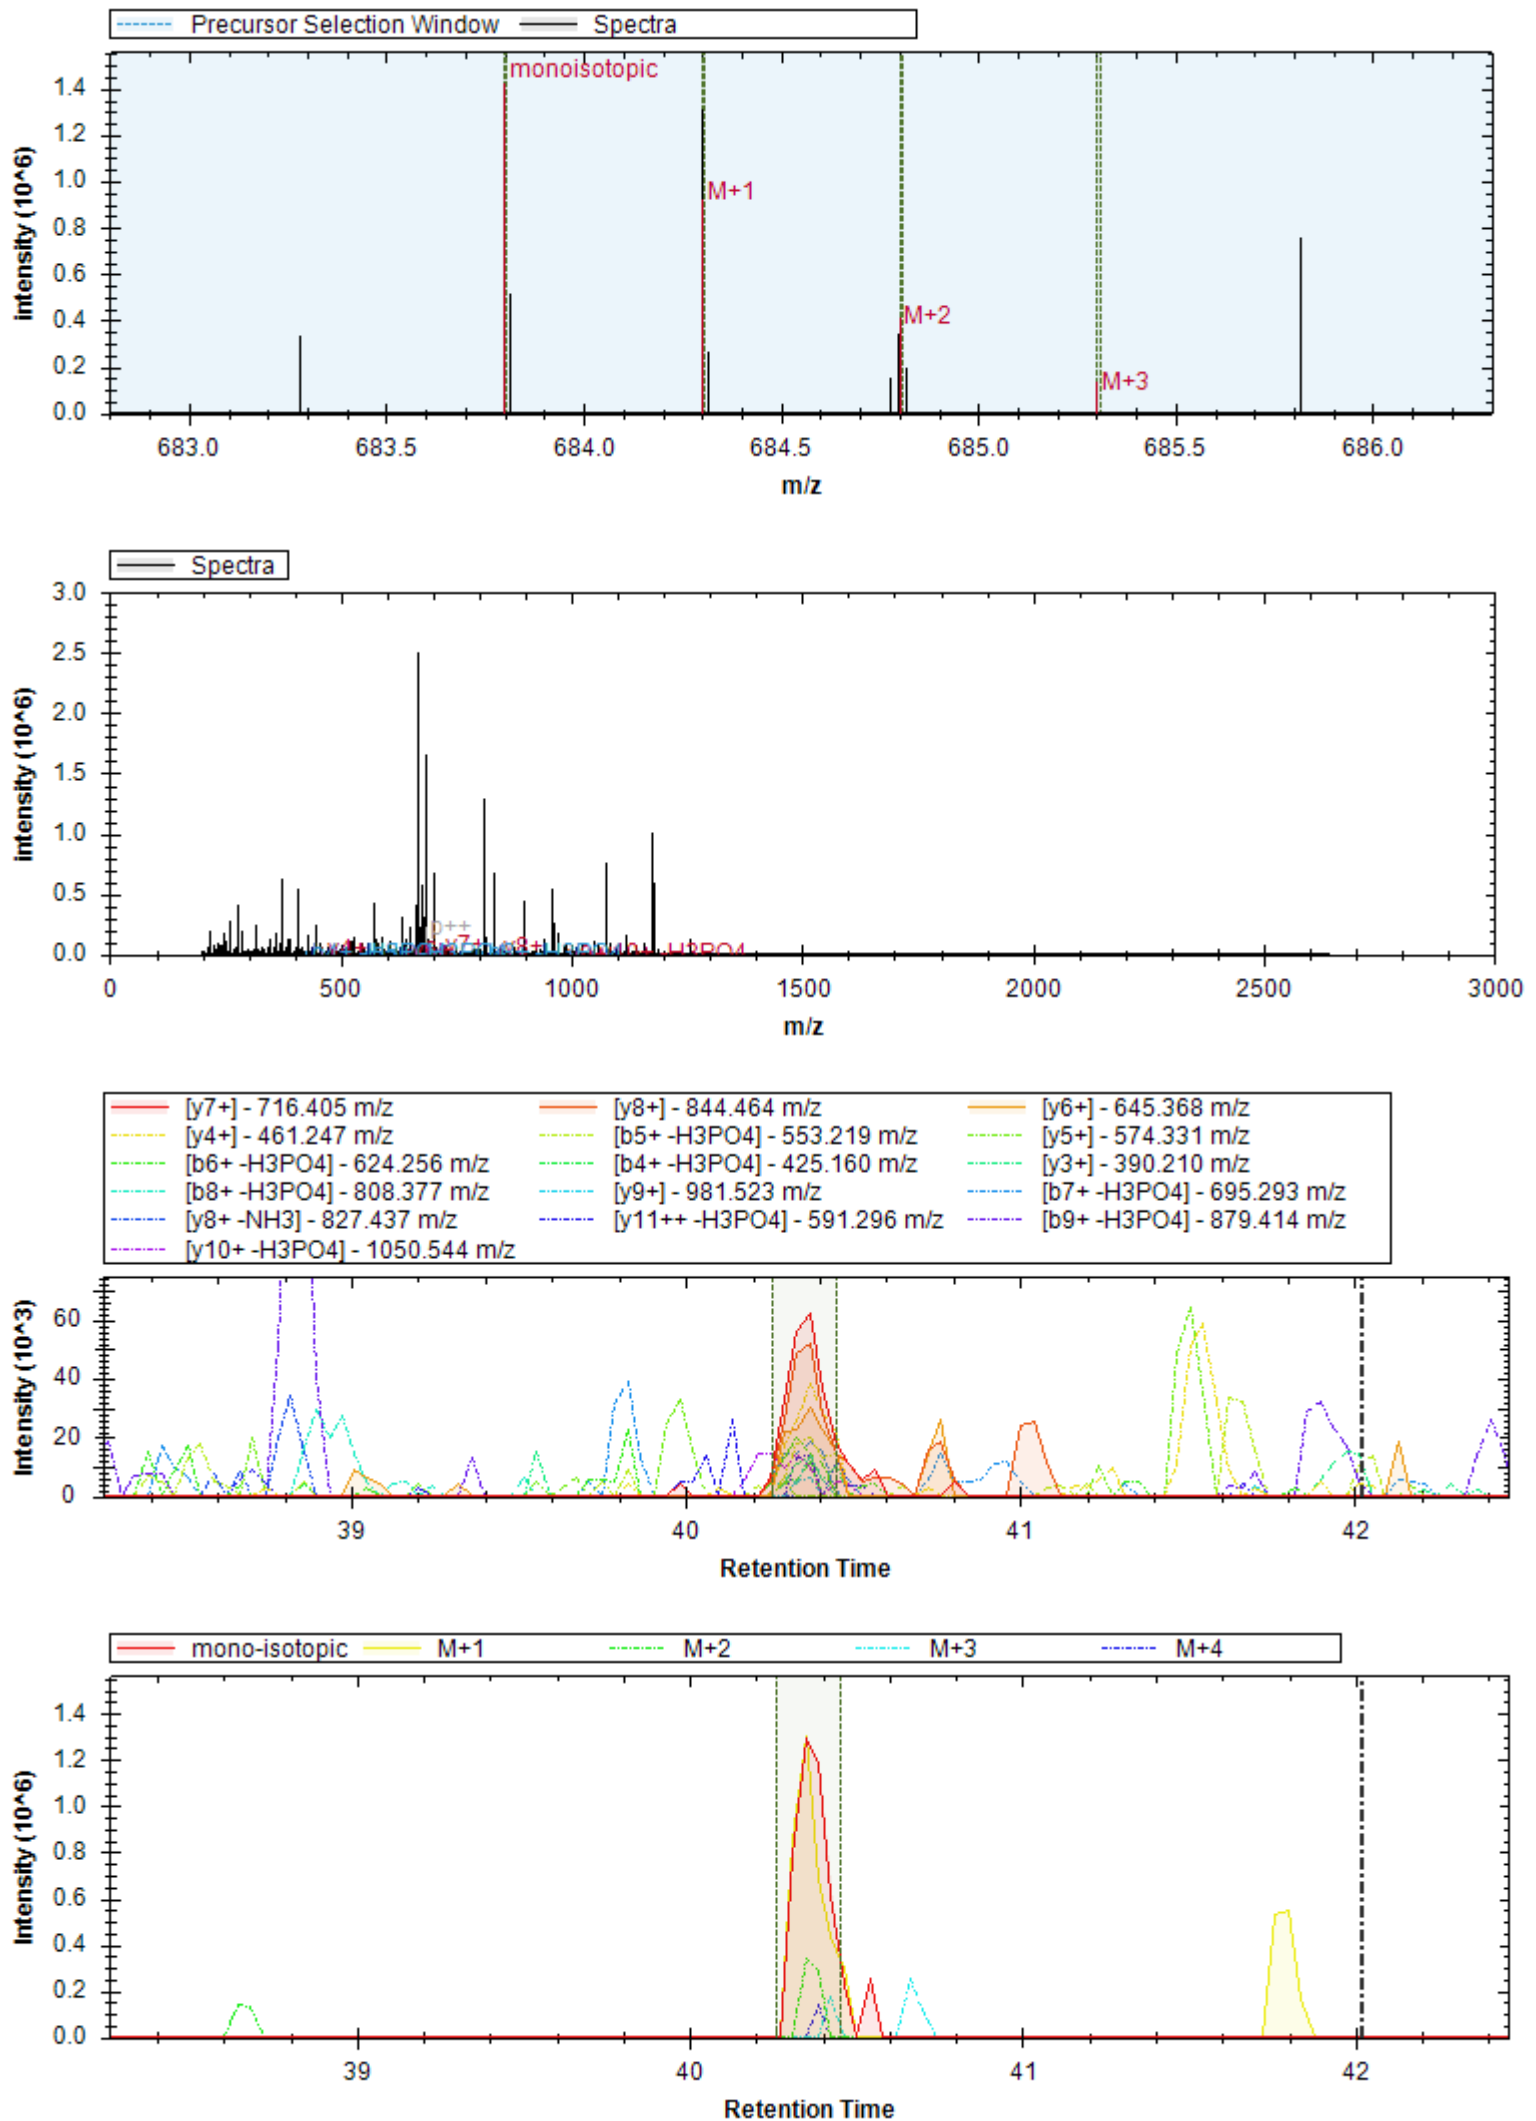 Precursor Selection Window Spectra
monoisotopic
M+1
M+2
M+3
intensity (10^6)
1.4
1.2
1.0
0.8
0.6
0.4
0.2
0.0
683.0 683.5 684.0 684.5 685.0 685.5 686.0
m/z
Spectra
intensity (10^6)
3.0
2.5
2.0
1.5
1.0
0.5
0.0
0 500 1000 1500 2000 2500 3000
m/z
[y7+] - 716.405 m/z [y8+] - 844.464 m/z [y6+] - 645.368 m/z
[y4+] - 461.247 m/z [b5+ -H3PO4] - 553.219 m/z [y5+] - 574.331 m/z
[b6+ -H3PO4] - 624.256 m/z [b4+ -H3PO4] - 425.160 m/z [y3+] - 390.210 m/z
[b8+ -H3PO4] - 808.377 m/z [y9+] - 981.523 m/z [b7+ -H3PO4] - 695.293 m/z
[y8+ -NH3] - 827.437 m/z [y11++ -H3PO4] - 591.296 m/z [b9+ -H3PO4] - 879.414 m/z
[y10+ -H3PO4] - 1050.544 m/z
Intensity (10^3)
60
40
20
0
39 40 41 42
Retention Time
mono-isotopic M+1 M+2 M+3 M+4
Intensity (10^6)
1.4
1.2
1.0
0.8
0.6
0.4
0.2
0.0
39 40 41 42
Retention Time